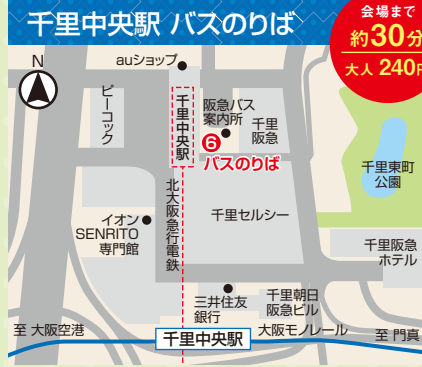 千里中央駅 バスのりば
会場まで
約30分
大人 240円
N
auショップ
ピーコック
千里中央駅
阪急バス
案内所
千里
阪急
❻
バスのりば
千里東町
公園
北大阪急行電鉄
千里セルシー
イオン
SENRITO
専門館
千里阪急
ホテル
三井住友
銀行
千里朝日
阪急ビル
至 大阪空港
千里中央駅
大阪モノレール
至 門真